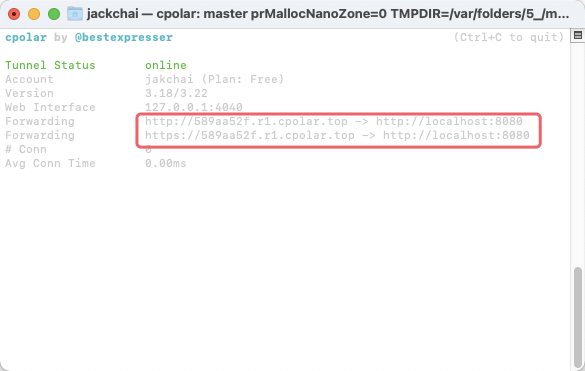 jackchai — cpolar: master prMallocNanoZone=0 TMPDIR=/var/folders/5_/m...
cpolar by @bestexpresser (Ctrl+C to quit)
Tunnel Status online
Account jakchai (Plan: Free)
Version 3.18/3.22
Web Interface 127.0.0.1:4040
Forwarding http://589aa52f.r1.cpolar.top -> http://localhost:8080
Forwarding https://589aa52f.r1.cpolar.top -> http://localhost:8080
# Conn 0
Avg Conn Time 0.00ms